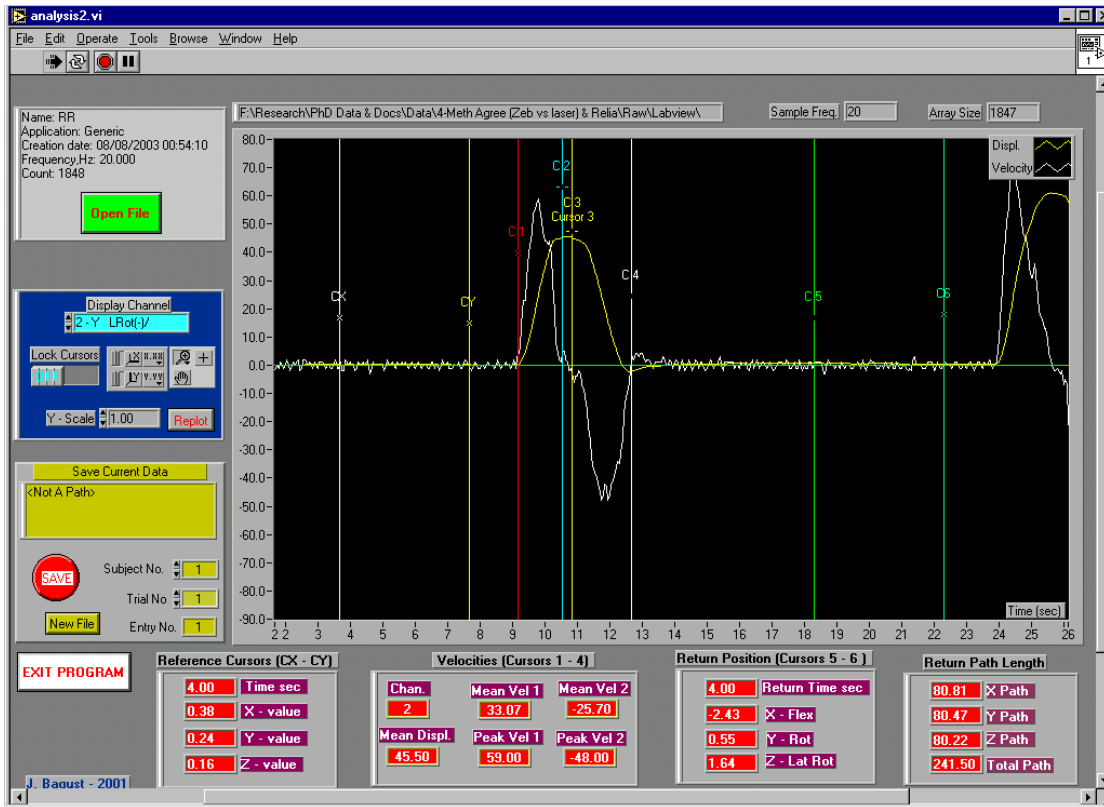 analysis2.vi
File Edit Operate Tools Browse Window Help
1
Name: RR
Application: Generic
Creation date: 08/08/2003 00:54:10
Frequency,Hz: 20.000
Count: 1848
Open File
F:\Research\PhD Data & Docs\Data\4-Meth Agree (Zeb vs laser) & Relia\Raw\Labview\
Sample Freq. 20
Array Size 1847
Displ.
Velocity
80.0
70.0
60.0
50.0
40.0
30.0
20.0
10.0
0.0
-10.0
-20.0
-30.0
-40.0
-50.0
-60.0
-70.0
-80.0
-90.0
CX
CY
C 1
C 2
C 3
Cursor 3
C 4
C 5
C6
2 2 3 4 5 6 7 8 9 10 11 12 13 14 15 16 17 18 19 20 21 22 23 24 25 26
Time (sec)
Display Channel
2 - Y LRot(-)/
Lock Cursors
X X.XX
Y Y.YY
Y - Scale 1.00 Replot
Save Current Data
<Not A Path>
SAVE
Subject No. 1
Trial No 1
New File
Entry No. 1
EXIT PROGRAM
J. Bagust - 2001
Reference Cursors (CX - CY)
4.00 Time sec
0.38 X - value
0.24 Y - value
0.16 Z - value
Velocities (Cursors 1 - 4)
Chan. Mean Vel 1 Mean Vel 2
2 33.07 -25.70
Mean Displ. Peak Vel 1 Peak Vel 2
45.50 59.00 -48.00
Return Position (Cursors 5 - 6 )
4.00 Return Time sec
-2.43 X - Flex
0.55 Y - Rot
1.64 Z - Lat Rot
Return Path Length
80.81 X Path
80.47 Y Path
80.22 Z Path
241.50 Total Path